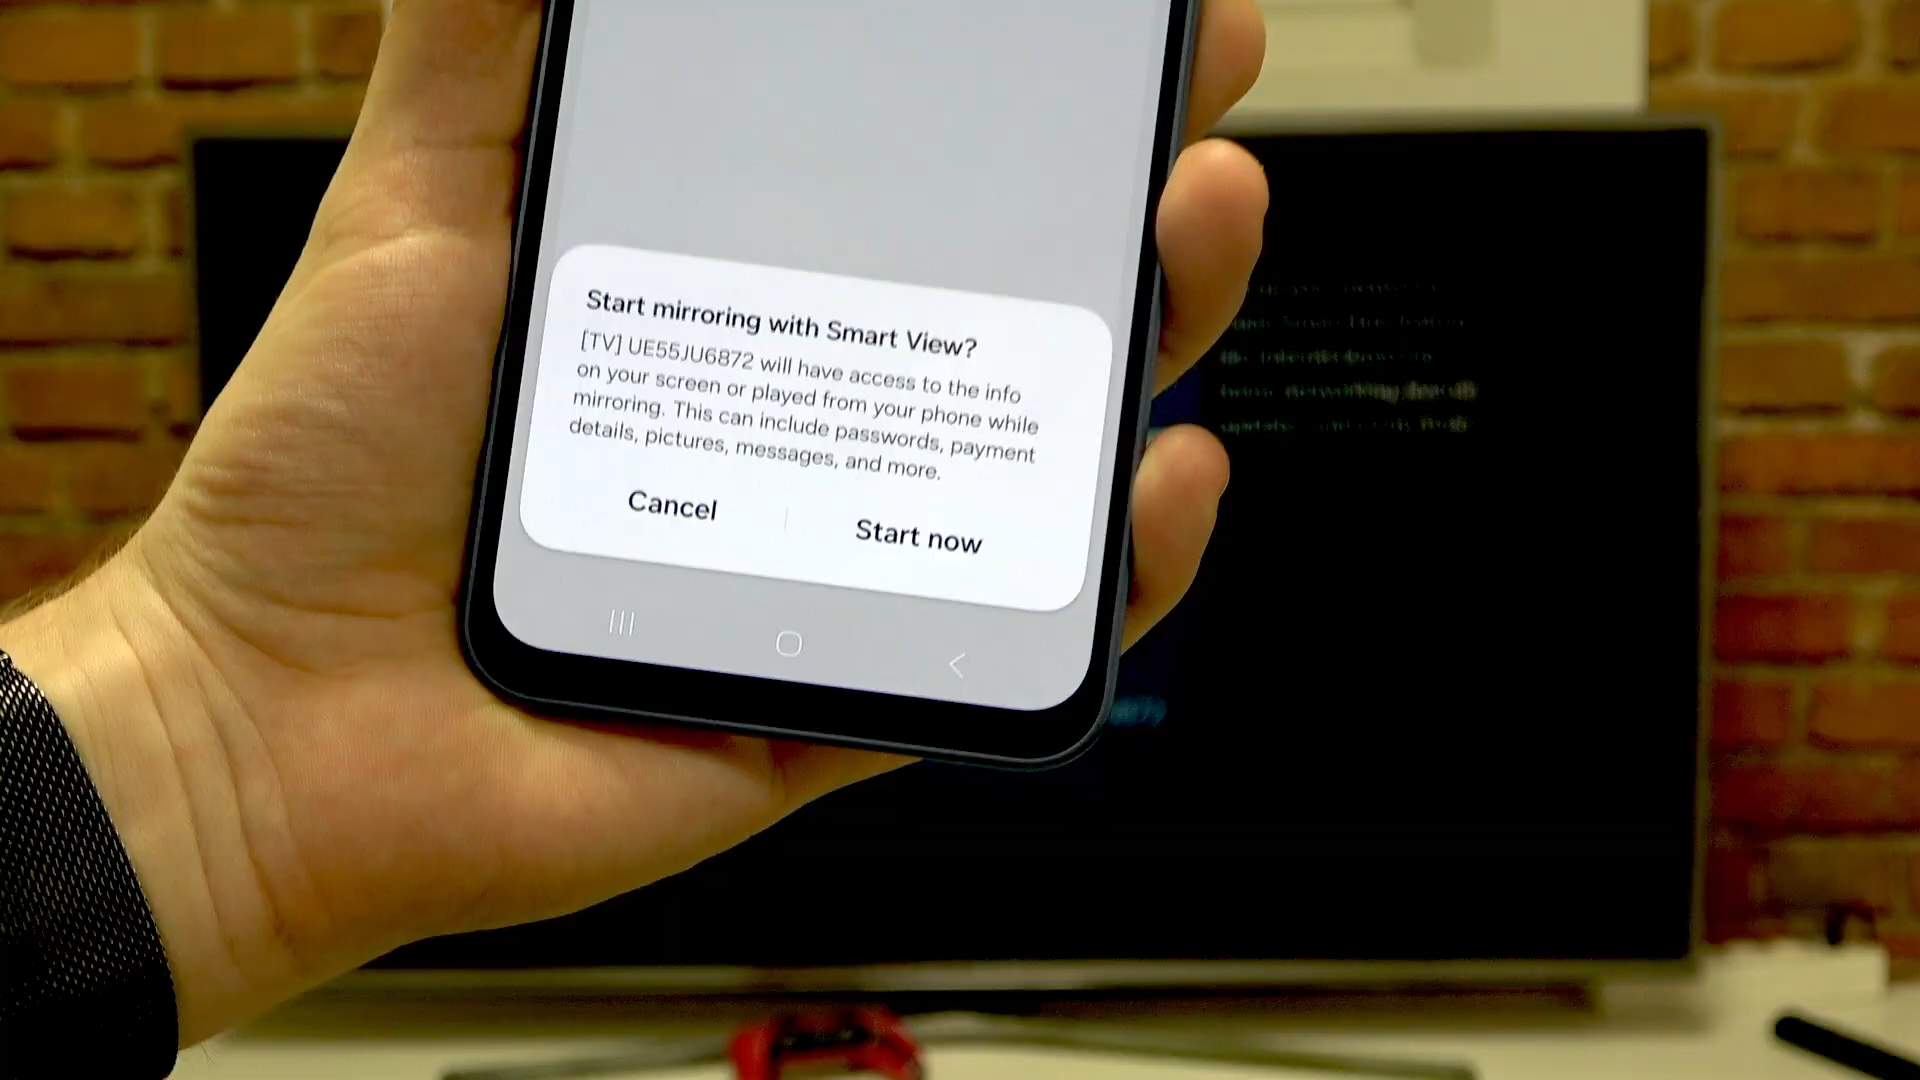 Start mirroring with Smart View?
[TV] UE55JU6872 will have access to the info
on your screen or played from your phone while
mirroring. This can include passwords, payment
details, pictures, messages, and more.
Cancel
Start now